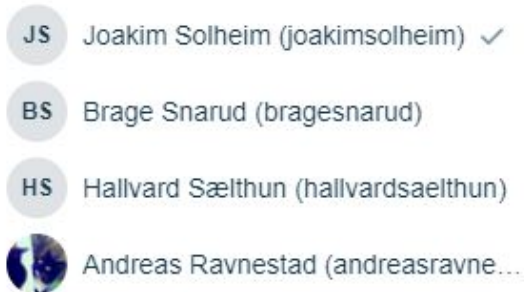 JS Joakim Solheim (joakimsolheim)
BS Brage Snarud (bragesnarud)
HS Hallvard Sælthun (hallvardsaelthun)
Andreas Ravnestad (andreasravne...